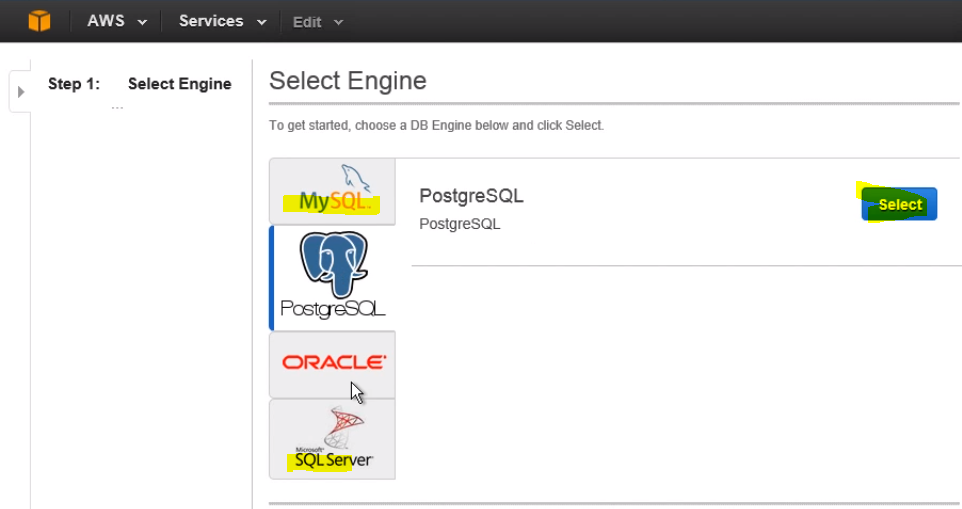 AWS Services Edit
Step 1: Select Engine
...
Select Engine
To get started, choose a DB Engine below and click Select.
MySQL
PostgreSQL
ORACLE
Microsoft
SQL Server
PostgreSQL
PostgreSQL
Select